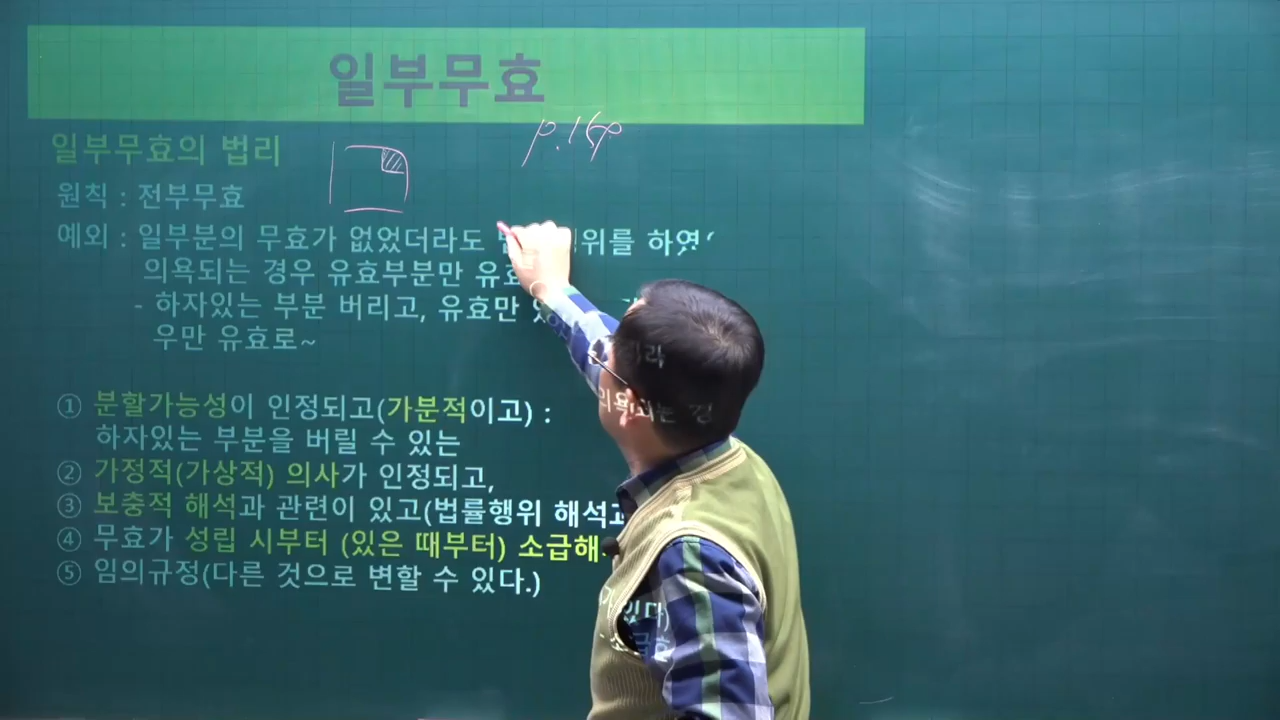 일부무효
p.169
일부무효의 법리
원칙 : 전부무효
예외 : 일부분의 무효가 없었더라도 위를 하였
의욕되는 경우 유효부분만 유효
- 하자있는 부분 버리고, 유효만
우만 유효로~
① 분할가능성이 인정되고(가분적이고) :
하자있는 부분을 버릴 수 있는
② 가정적(가상적) 의사가 인정되고,
③ 보충적 해석과 관련이 있고(법률행위 해석
④ 무효가 성립 시부터 (있은 때부터) 소급해
⑤ 임의규정(다른 것으로 변할 수 있다.)